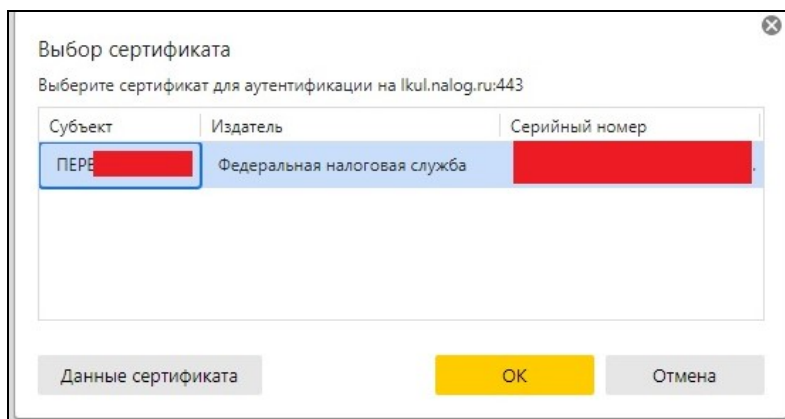 Выбор сертификата
Выберите сертификат для аутентификации на lkul.nalog.ru:443
Субъект Издатель Серийный номер
ПЕРЕ Федеральная налоговая служба
Данные сертификата ОК Отмена